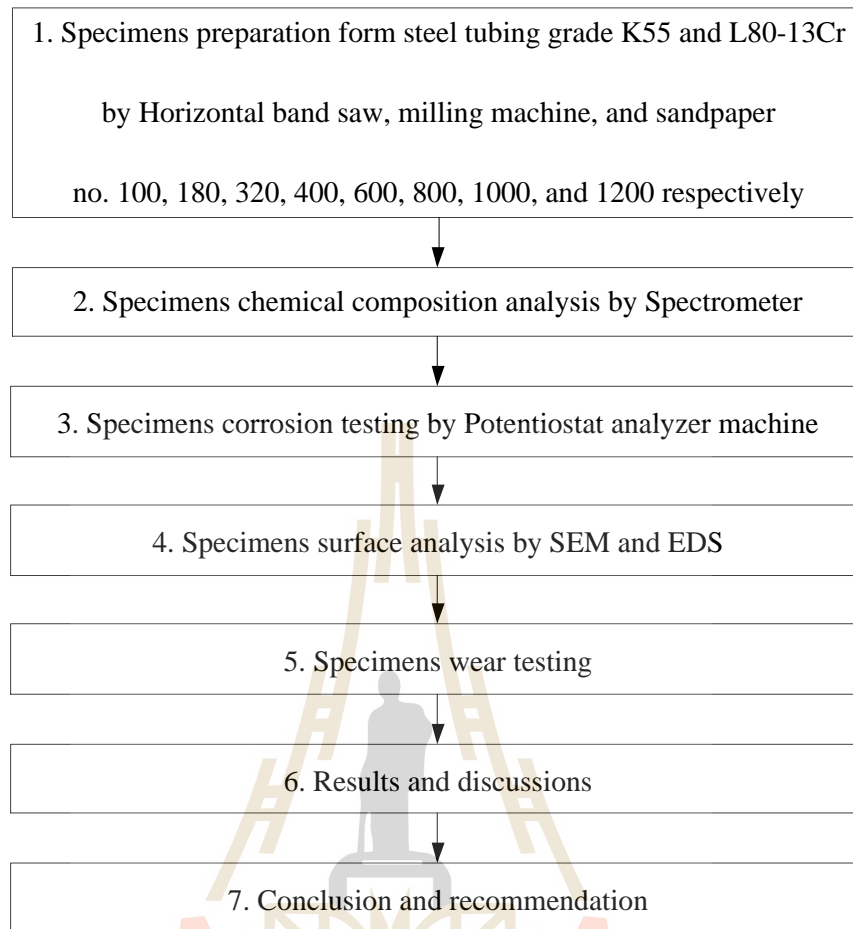 1. Specimens preparation form steel tubing grade K55 and L80-13Cr
by Horizontal band saw, milling machine, and sandpaper
no. 100, 180, 320, 400, 600, 800, 1000, and 1200 respectively
2. Specimens chemical composition analysis by Spectrometer
3. Specimens corrosion testing by Potentiostat analyzer machine
4. Specimens surface analysis by SEM and EDS
5. Specimens wear testing
6. Results and discussions
7. Conclusion and recommendation